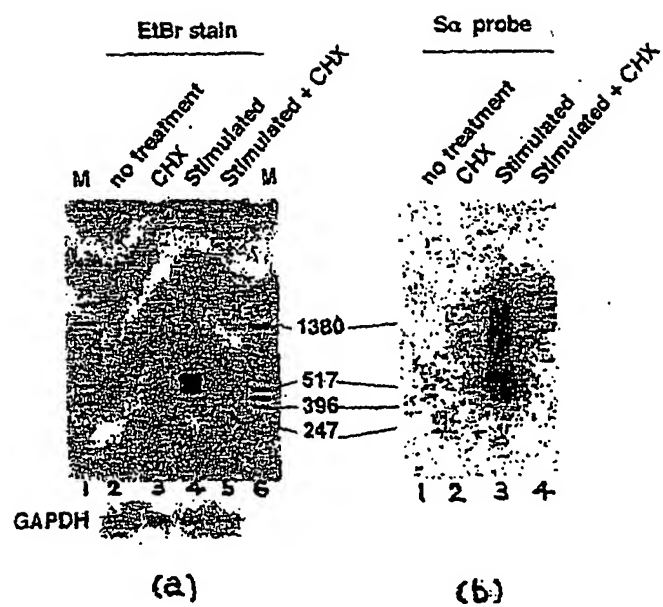 EtBr stain
Sα probe
M
no treatment
CHX
Stimulated
Stimulated + CHX
M
no treatment
CHX
Stimulated
Stimulated + CHX
1380
517
396
247
1 2 3 4 5 6
1 2 3 4
GAPDH
(a)
(b)